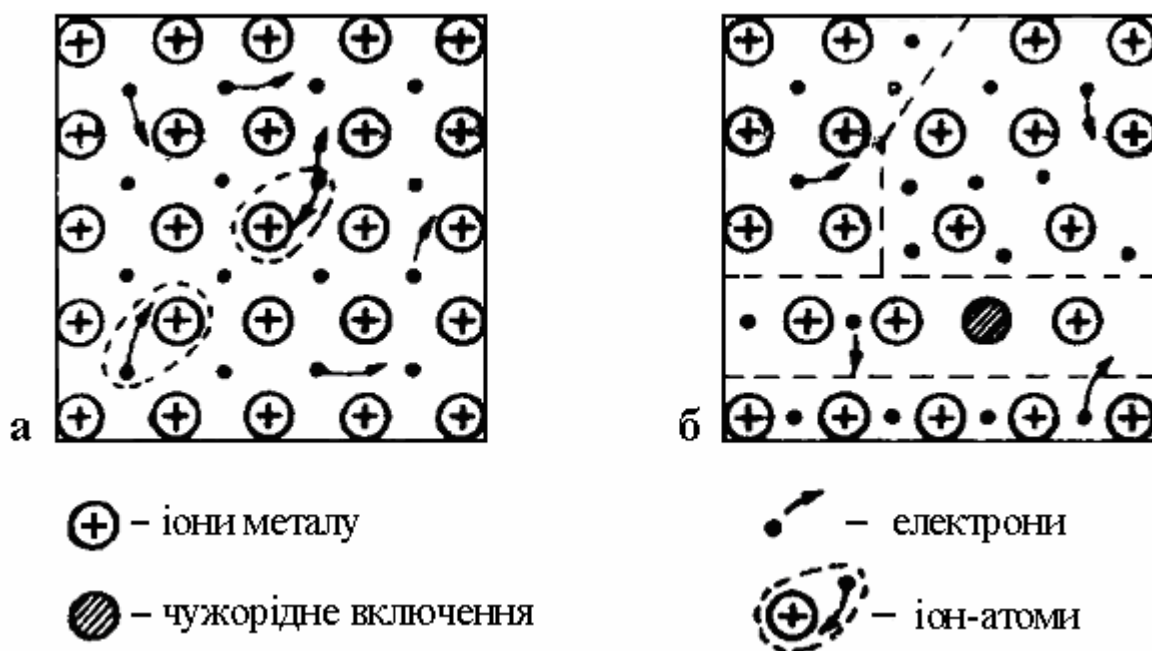 а
б
– іони металу
– електрони
– чужорідне включення
– іон-атоми